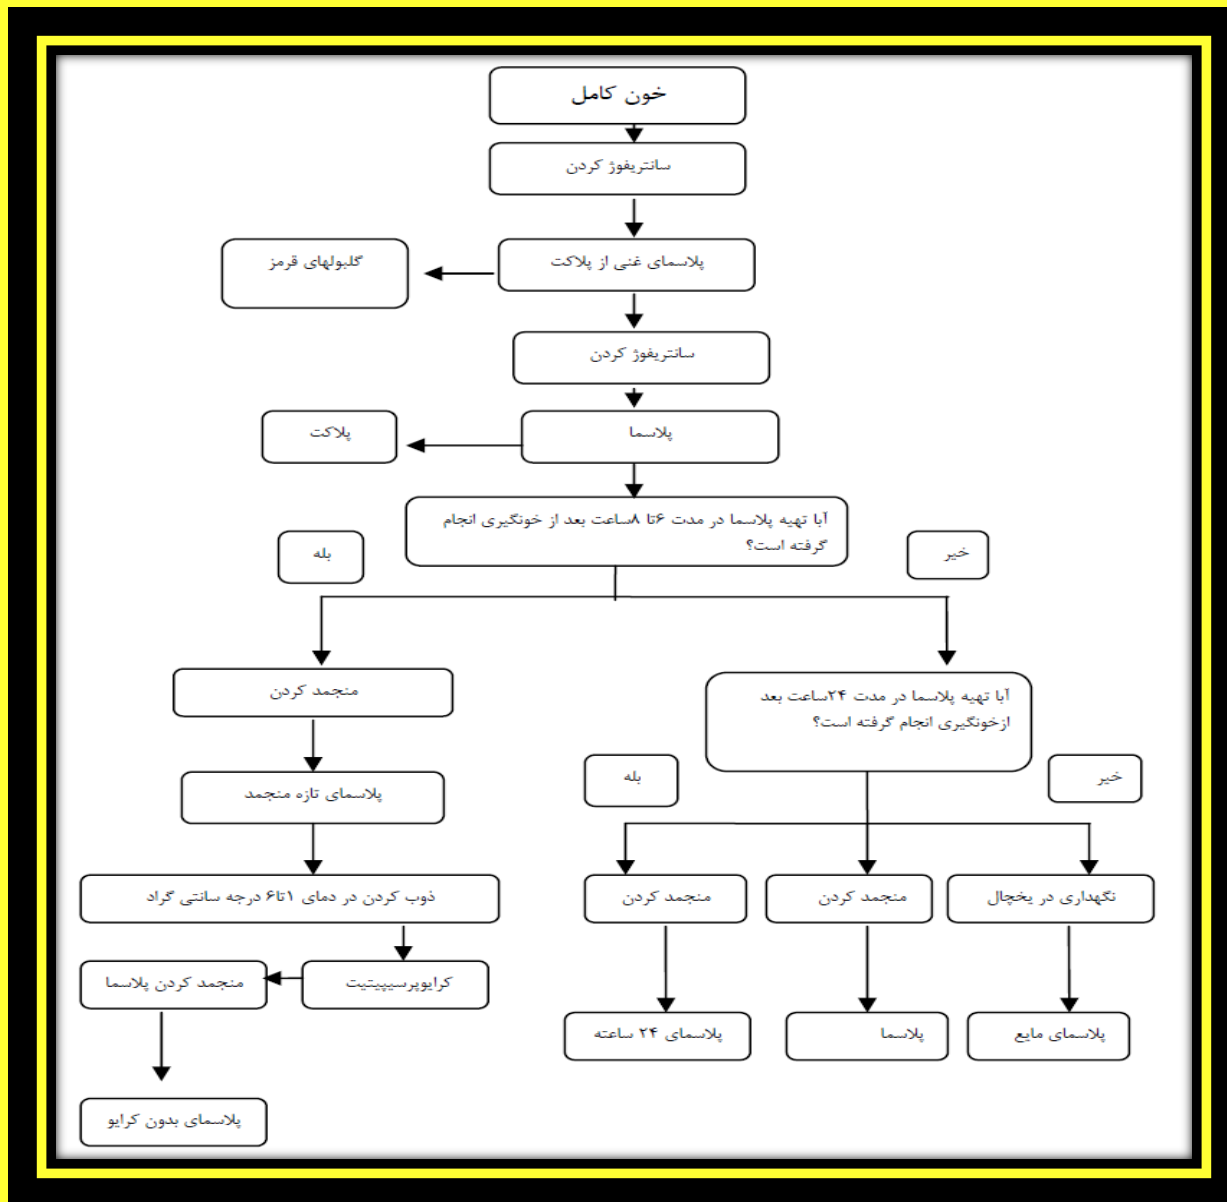 خون کامل
سانتریفوژ کردن
پلاسمای غنی از پلاکت
گلبولهای قرمز
سانتریفوژ کردن
پلاسما
پلاکت
آبا تهیه پلاسما در مدت ۶تا ۸ساعت بعد از خونگیری انجام
گرفته است؟
خیر
بله
منجمد کردن
آبا تهیه پلاسما در مدت ۲۴ساعت بعد
ازخونگیری انجام گرفته است؟
خیر
بله
پلاسمای تازه منجمد
نگهداری در یخچال
منجمد کردن
منجمد کردن
ذوب کردن در دمای ۱تا۶ درجه سانتی گراد
کرایوپرسیپیتیت
منجمد کردن پلاسما
پلاسمای مایع
پلاسما
پلاسمای ۲۴ ساعته
پلاسمای بدون کرایو